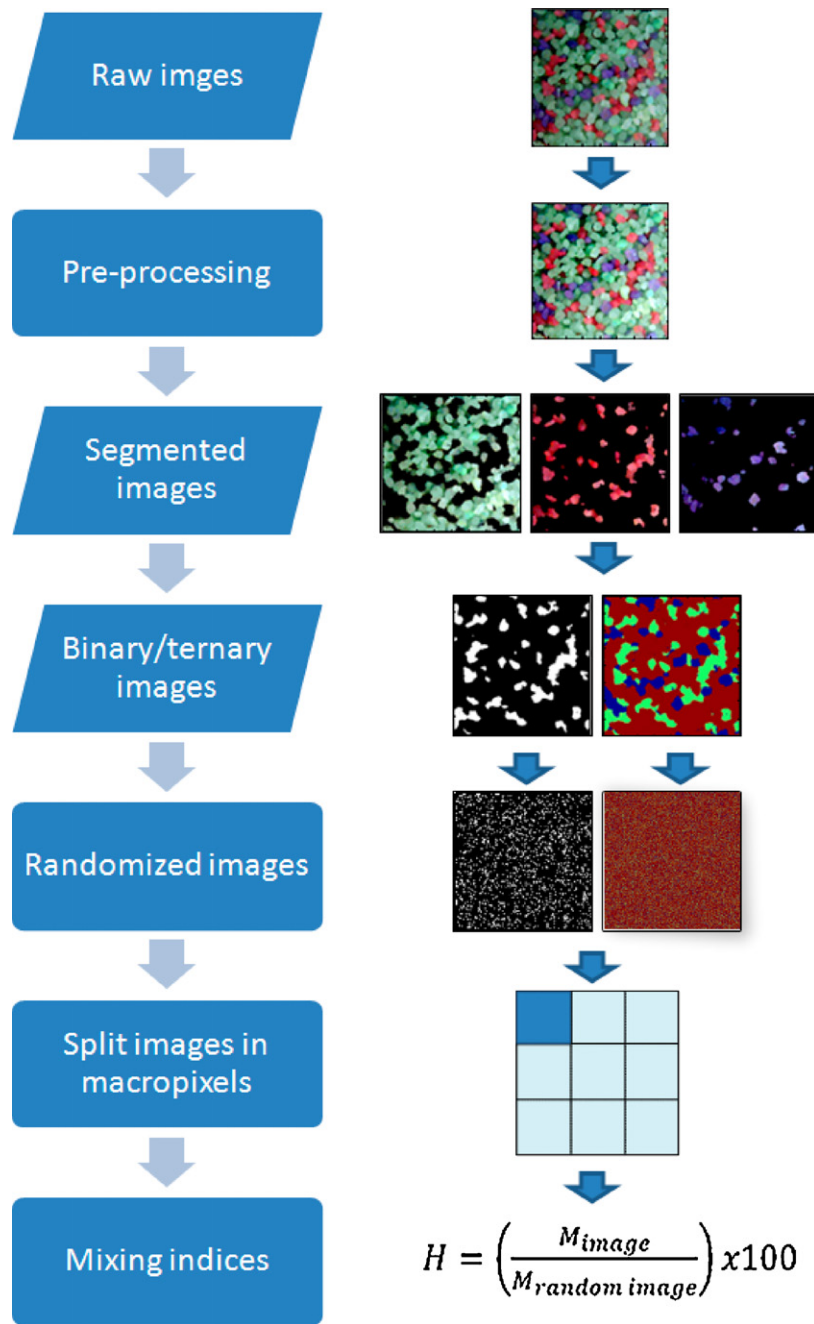 Raw imges
Pre-processing
Segmented
images
Binary/ternary
images
Randomized images
Split images in
macropixels
Mixing indices
H = (M_image / M_random image) x100